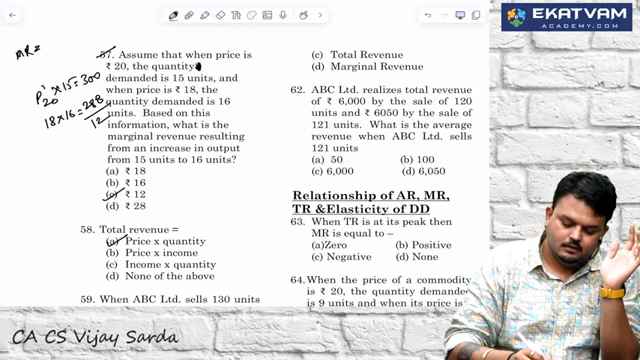 EKATVAM
ACADEMY.COM
MR=
P 1 x 15 = 300
20
18 x 16 = 288
12
57. Assume that when price is
₹ 20, the quantity
demanded is 15 units, and
when price is ₹ 18, the
quantity demanded is 16
units. Based on this
information, what is the
marginal revenue resulting
from an increase in output
from 15 units to 16 units?
(a) ₹ 18
(b) ₹ 16
(c) ₹ 12
(d) ₹ 28
58. Total revenue =
(a) Price x quantity
(b) Price x income
(c) Income x quantity
(d) None of the above
59. When ABC Ltd. sells 130 units
(c) Total Revenue
(d) Marginal Revenue
62. ABC Ltd. realizes total revenue
of ₹ 6,000 by the sale of 120
units and ₹ 6050 by the sale of
121 units. What is the average
revenue when ABC Ltd. sells
121 units
(a) 50 (b) 100
(c) 6,000 (d) 6,050
Relationship of AR, MR,
TR &Elasticity of DD
63. When TR is at its peak then
MR is equal to –
(a)Zero (b) Positive
(c) Negative (d) None
64. When the price of a commodity
is ₹ 20, the quantity demanded
is 9 units and when its price is
CA CS Vijay Sarda